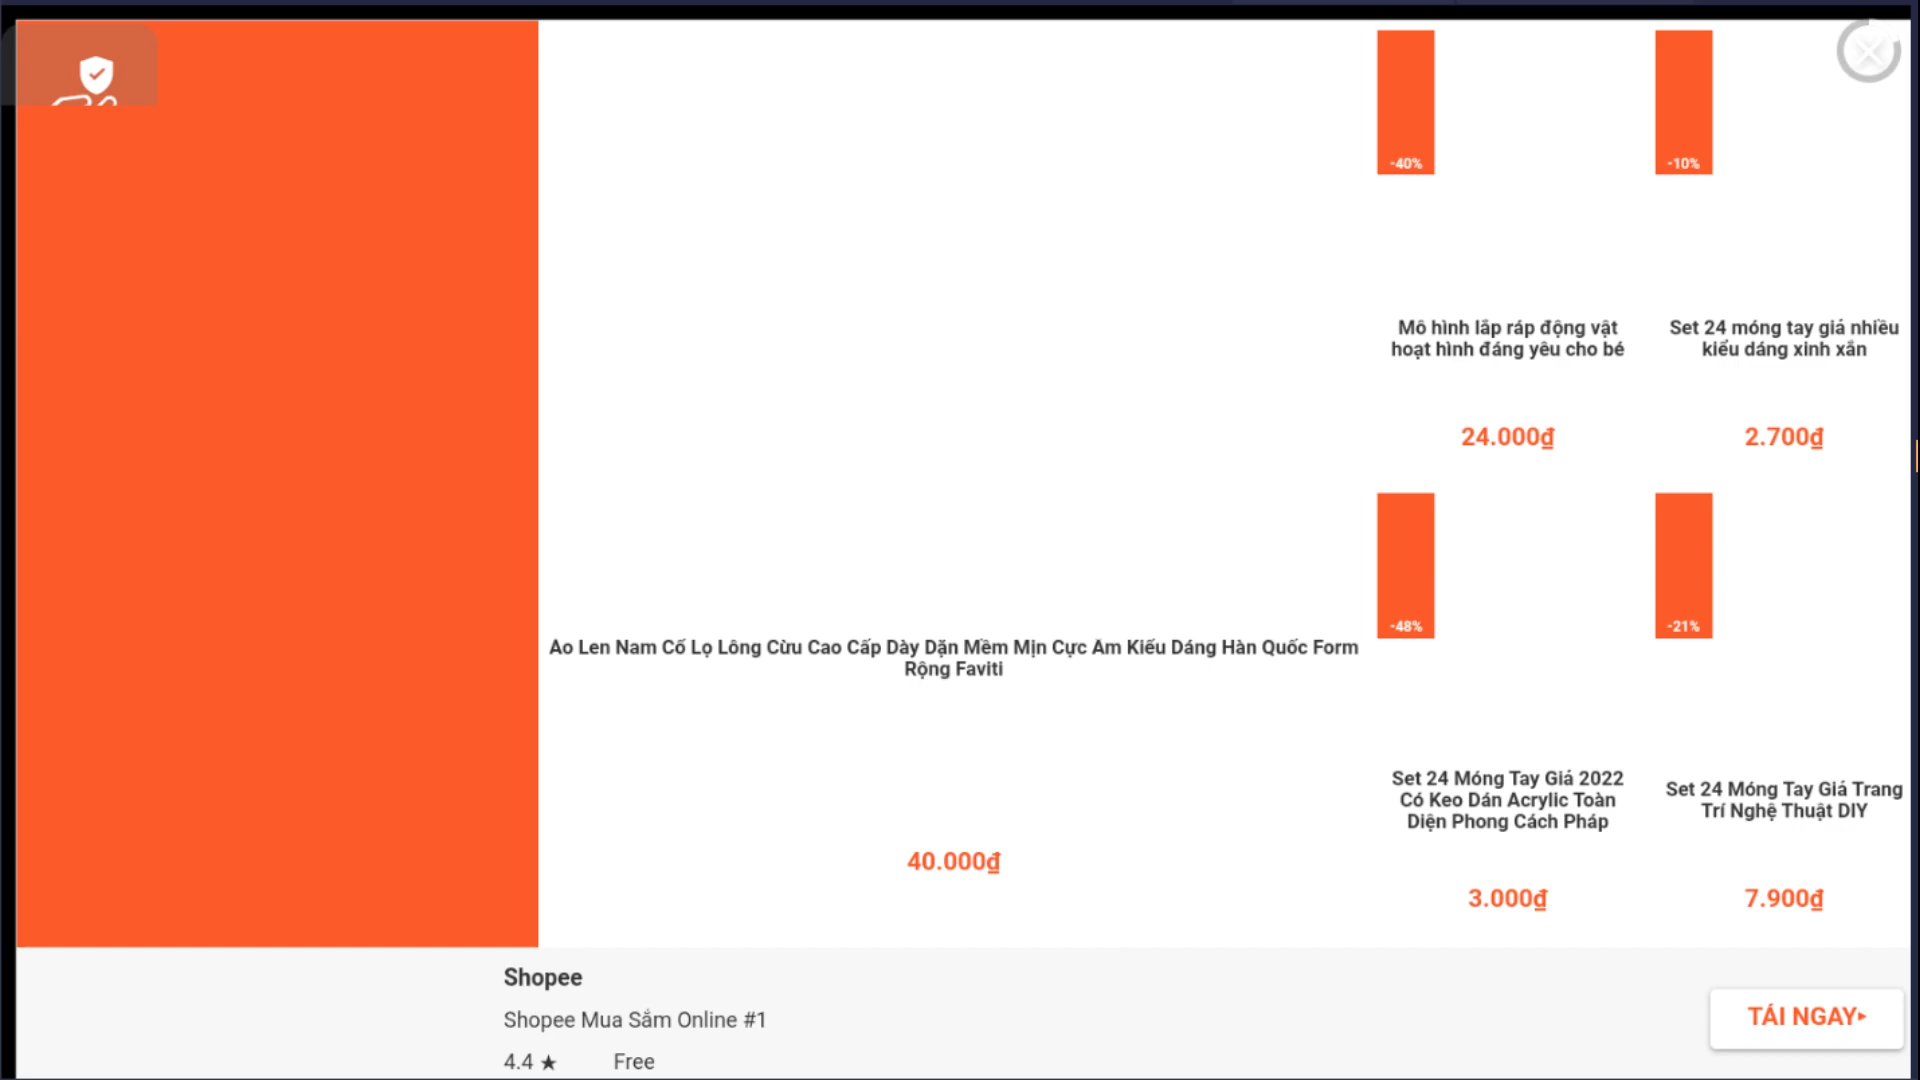 -40%
-10%
Mô hình lắp ráp động vật
hoạt hình đáng yêu cho bé
Set 24 móng tay giả nhiều
kiểu dáng xinh xắn
24.000₫
2.700₫
-48%
-21%
Áo Len Nam Cổ Lọ Lông Cừu Cao Cấp Dày Dặn Mềm Mịn Cực Ấm Kiểu Dáng Hàn Quốc Form
Rộng Faviti
40.000₫
Set 24 Móng Tay Giả 2022
Có Keo Dán Acrylic Toàn
Diện Phong Cách Pháp
Set 24 Móng Tay Giả Trang
Trí Nghệ Thuật DIY
3.000₫
7.900₫
Shopee
Shopee Mua Sắm Online #1
4.4 ★ Free
TẢI NGAY▸